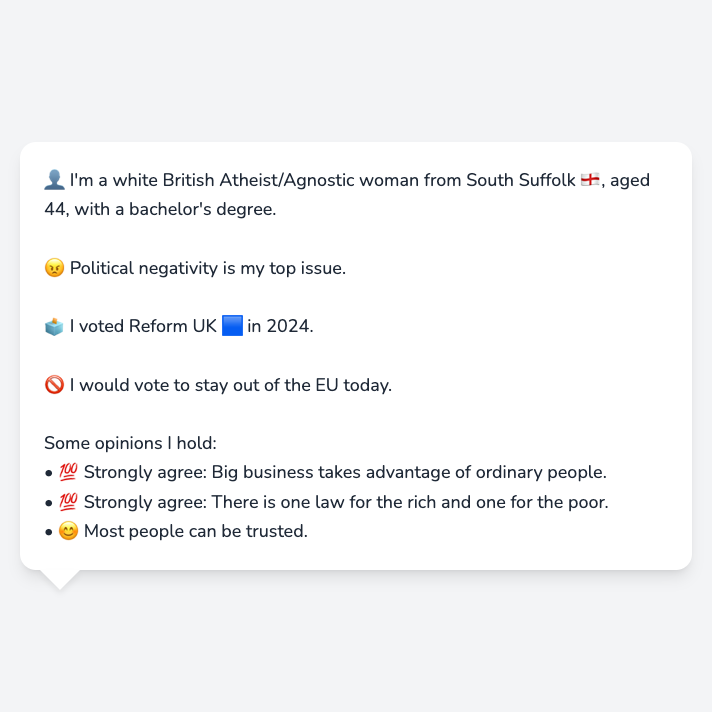 👤 I'm a white British Atheist/Agnostic woman from South Suffolk 🏴󠁧󠁢󠁥󠁮󠁧󠁿, aged
44, with a bachelor's degree.
😠 Political negativity is my top issue.
🗳️ I voted Reform UK 🟦 in 2024.
🚫 I would vote to stay out of the EU today.
Some opinions I hold:
• 💯 Strongly agree: Big business takes advantage of ordinary people.
• 💯 Strongly agree: There is one law for the rich and one for the poor.
• 😊 Most people can be trusted.